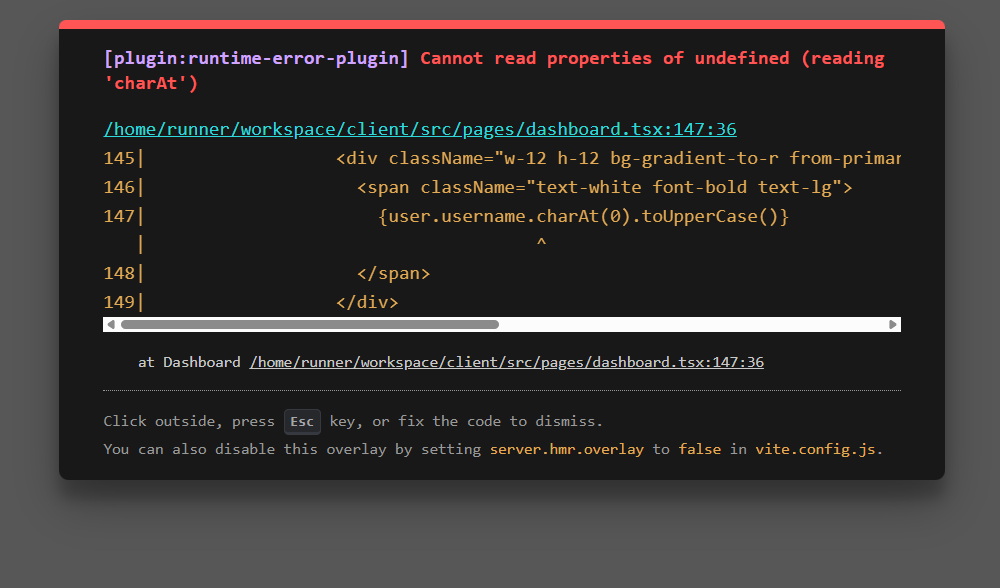 [plugin:runtime-error-plugin] Cannot read properties of undefined (reading
'charAt')
/home/runner/workspace/client/src/pages/dashboard.tsx:147:36
145|                  <div className="w-12 h-12 bg-gradient-to-r from-primar
146|                    <span className="text-white font-bold text-lg">
147|                      {user.username.charAt(0).toUpperCase()}
   |                                     ^
148|                    </span>
149|                  </div>
at Dashboard /home/runner/workspace/client/src/pages/dashboard.tsx:147:36
Click outside, press Esc key, or fix the code to dismiss.
You can also disable this overlay by setting server.hmr.overlay to false in vite.config.js.